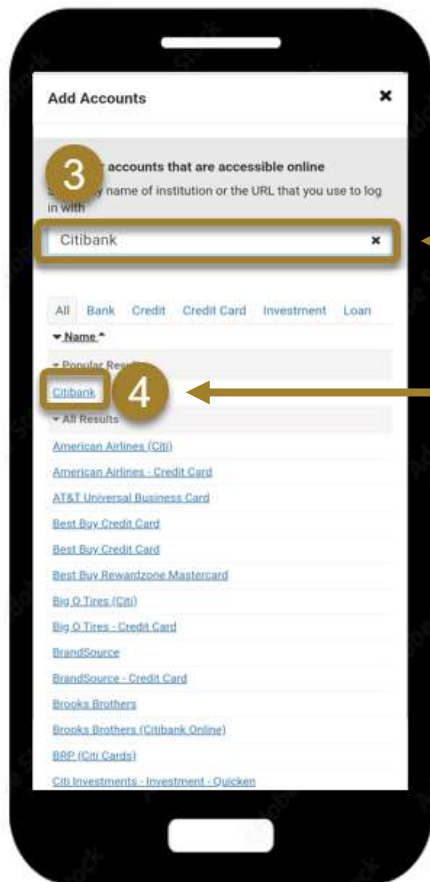 Add Accounts ×
3
accounts that are accessible online
name of institution or the URL that you use to log
in with
Citibank ×
All Bank Credit Credit Card Investment Loan
Name
Popular
Citibank
4
All Results
American Airlines (Citi)
American Airlines - Credit Card
AT&T Universal Business Card
Best Buy Credit Card
Best Buy Credit Card
Best Buy Rewardzone Mastercard
Big O Tires (Citi)
Big O Tires - Credit Card
BrandSource
BrandSource - Credit Card
Brooks Brothers
Brooks Brothers (Citibank Online)
BRP (Citi Cards)
Citi Investments - Investment - Quicken